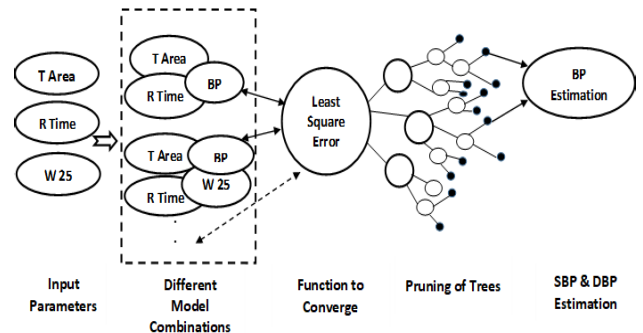 T Area
R Time
W 25
T Area
R Time
BP
T Area
BP
W 25
R Time
Least
Square
Error
BP
Estimation
Input
Parameters
Different
Model
Combinations
Function to
Converge
Pruning of Trees
SBP & DBP
Estimation